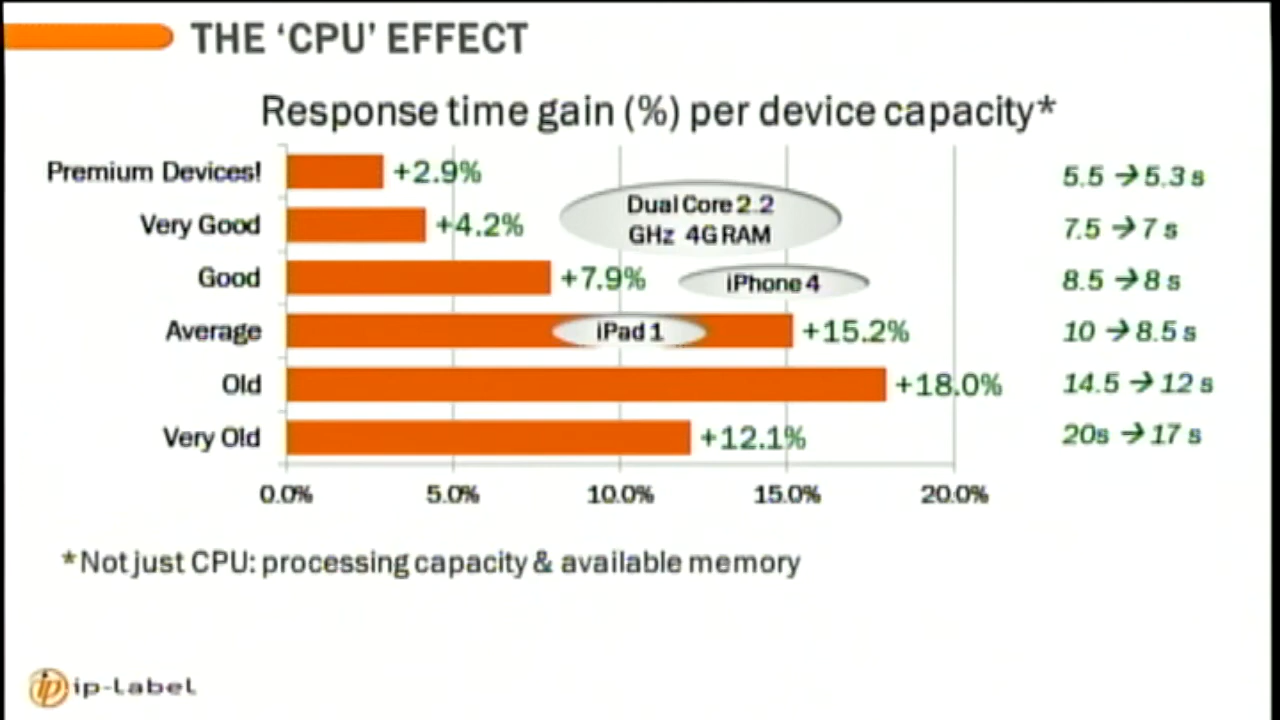 THE ‘CPU’ EFFECT
Response time gain (%) per device capacity*
Premium Devices! +2.9% 5.5 → 5.3 s
Very Good +4.2% 7.5 → 7 s
Dual Core 2.2
GHz 4G RAM
Good +7.9% iPhone 4 8.5 → 8 s
Average iPad 1 +15.2% 10 → 8.5 s
Old +18.0% 14.5 → 12 s
Very Old +12.1% 20s → 17 s
0.0% 5.0% 10.0% 15.0% 20.0%
*Not just CPU: processing capacity & available memory
ip ip-label